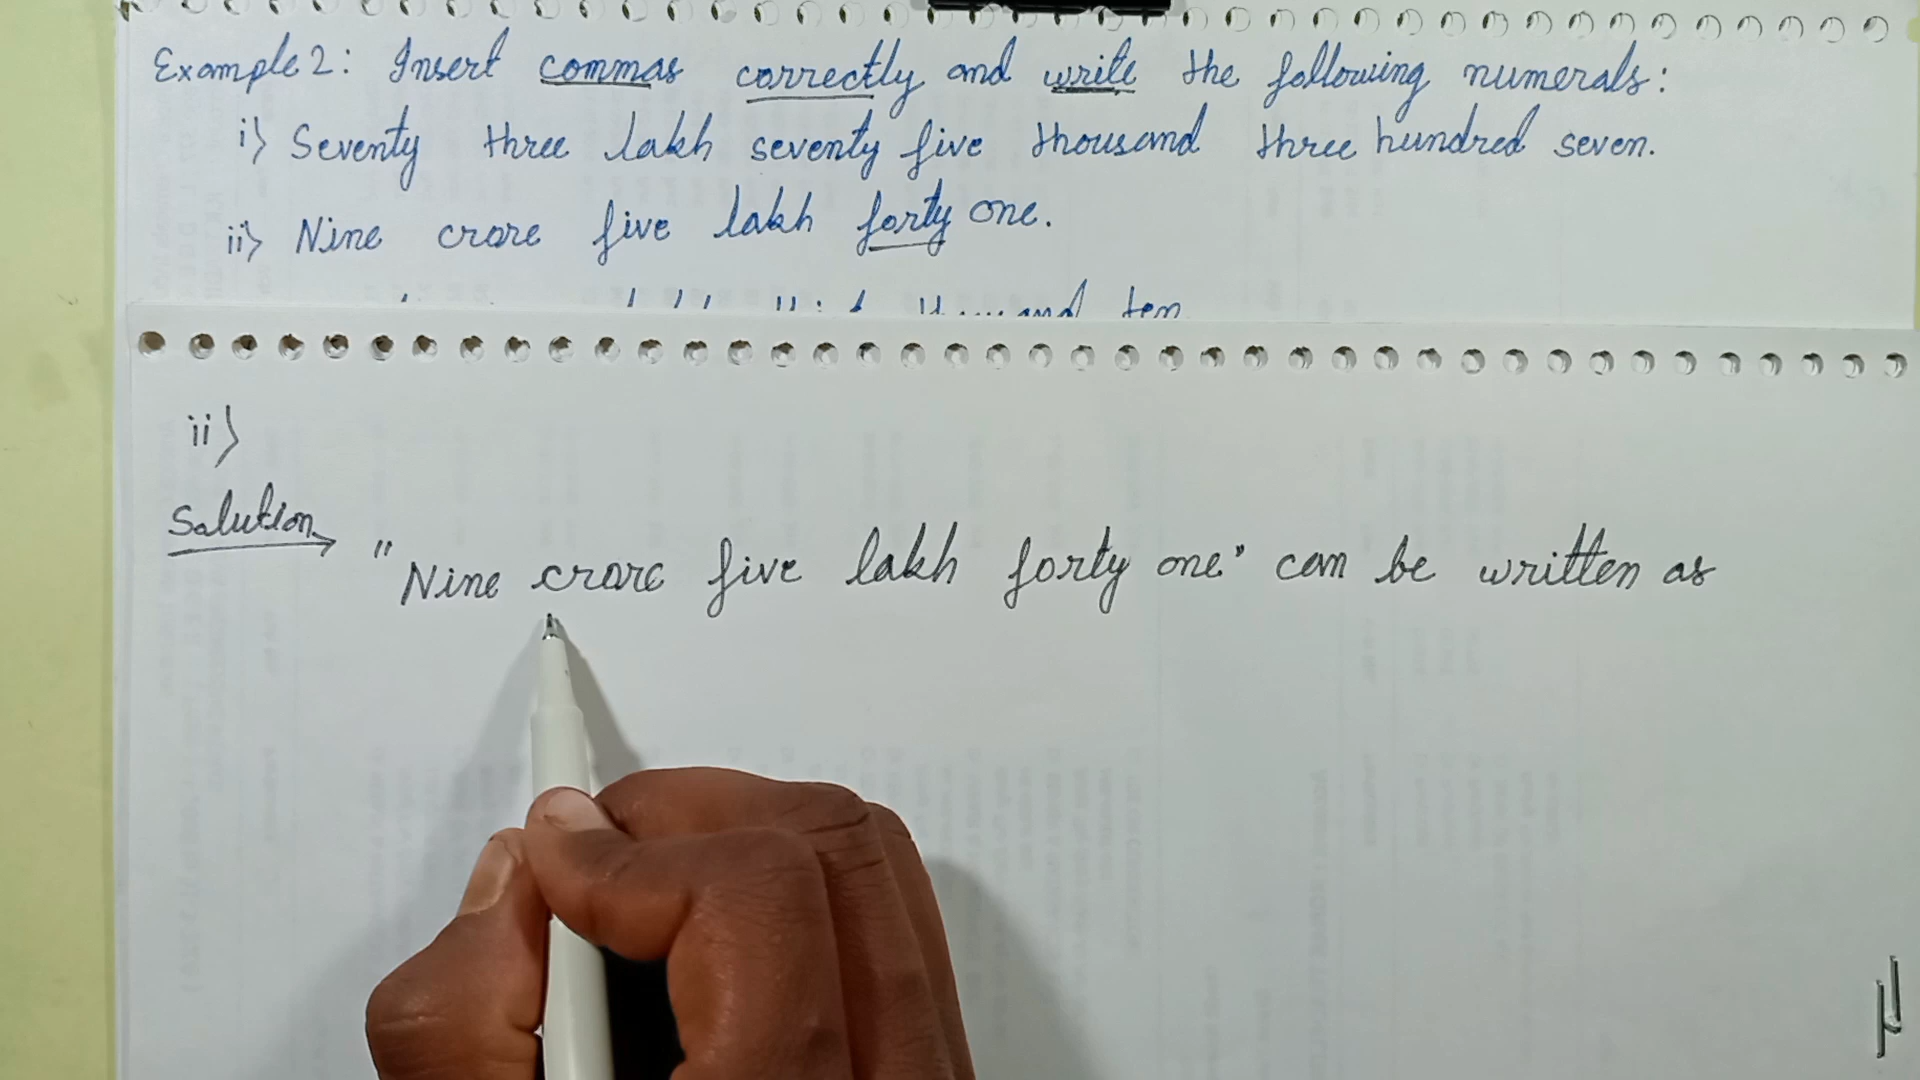 Example 2: Insert commas correctly and write the following numerals:
i) Seventy three lakh seventy five thousand three hundred seven.
ii) Nine crore five lakh forty one.
ten
ii)
Solution
"Nine crore five lakh forty one" can be written as